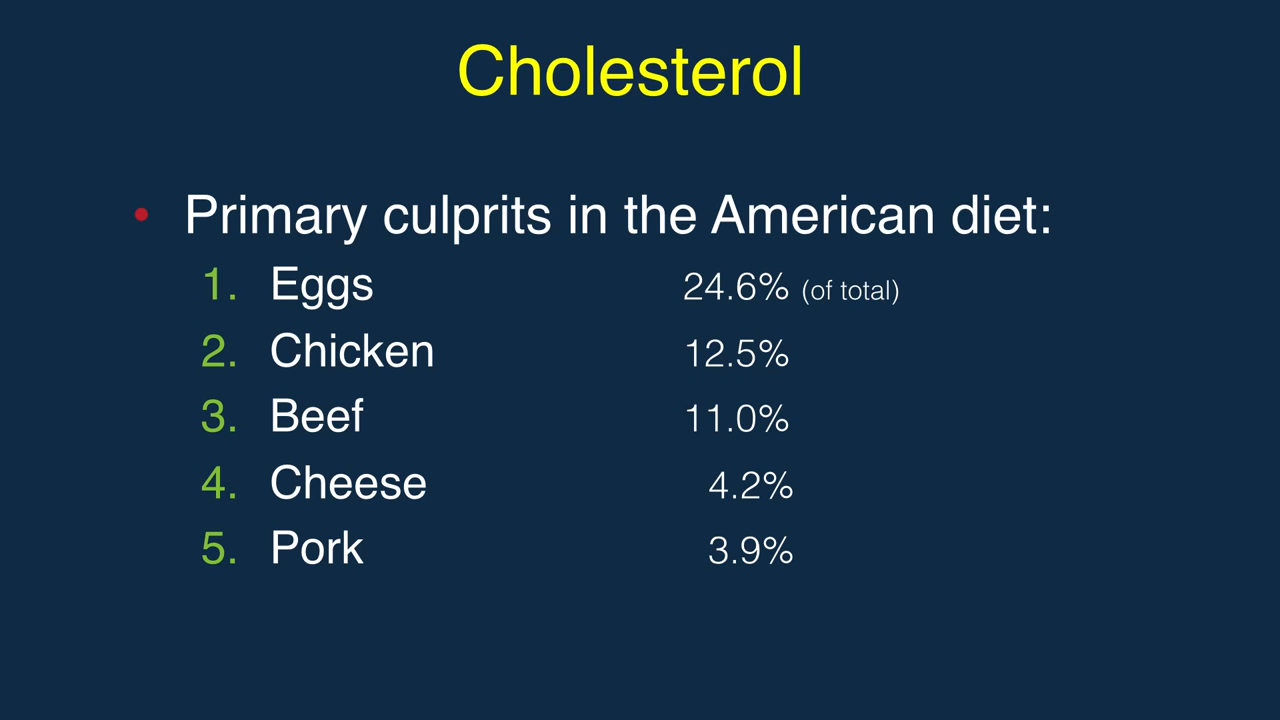 Cholesterol
• Primary culprits in the American diet:
1. Eggs 24.6% (of total)
2. Chicken 12.5%
3. Beef 11.0%
4. Cheese 4.2%
5. Pork 3.9%